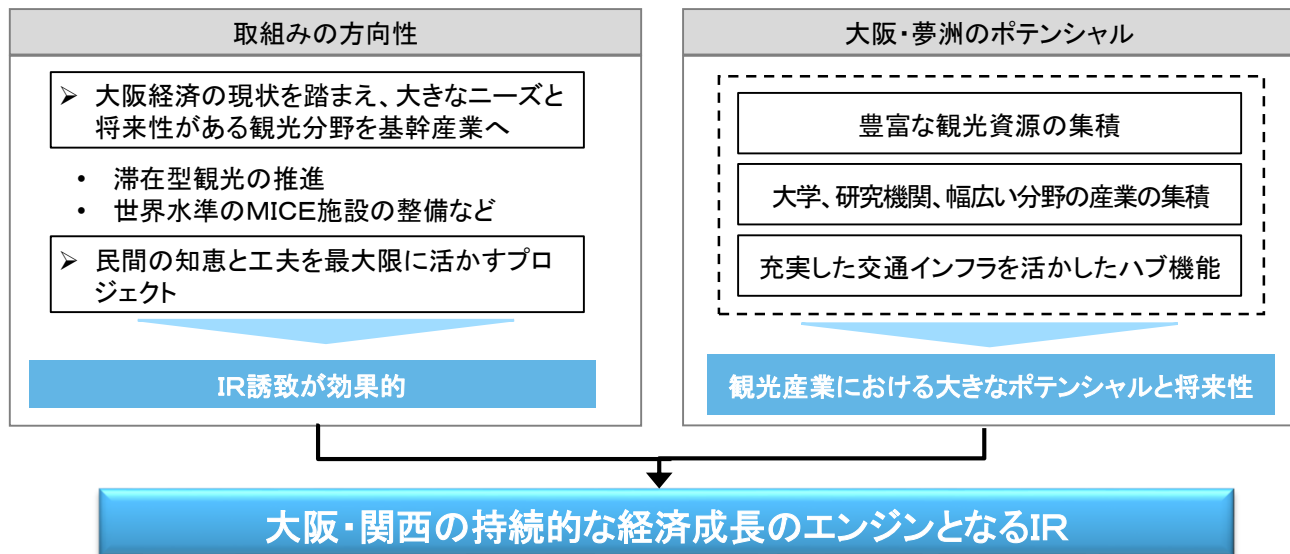 取組みの方向性
➢ 大阪経済の現状を踏まえ、大きなニーズと
将来性がある観光分野を基幹産業へ
• 滞在型観光の推進
• 世界水準のMICE施設の整備など
➢ 民間の知恵と工夫を最大限に活かすプロ
ジェクト
IR誘致が効果的
大阪・夢洲のポテンシャル
豊富な観光資源の集積
大学、研究機関、幅広い分野の産業の集積
充実した交通インフラを活かしたハブ機能
観光産業における大きなポテンシャルと将来性
大阪・関西の持続的な経済成長のエンジンとなるIR